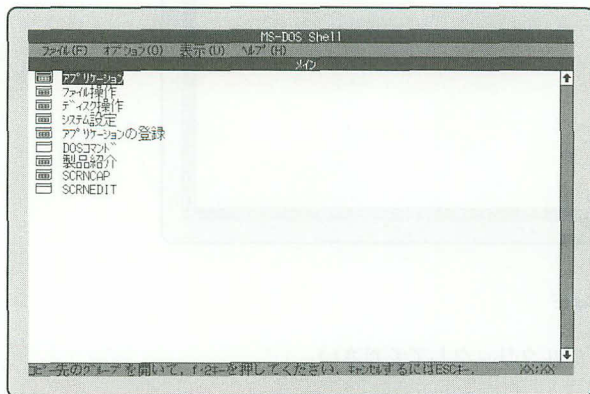 MS-DOS Shell
ファイル(F) オプション(O) 表示(U) ヘルプ(H)
メイン
アプリケーション
ファイル操作
ディスク操作
システム設定
アプリケーションの登録
DOSコマンド
製品紹介
SCRNCAP
SCRNEDIT
コピー先のグループを開いて, f・2キーを押してください. キャンセルするにはESCキー. XX:XX